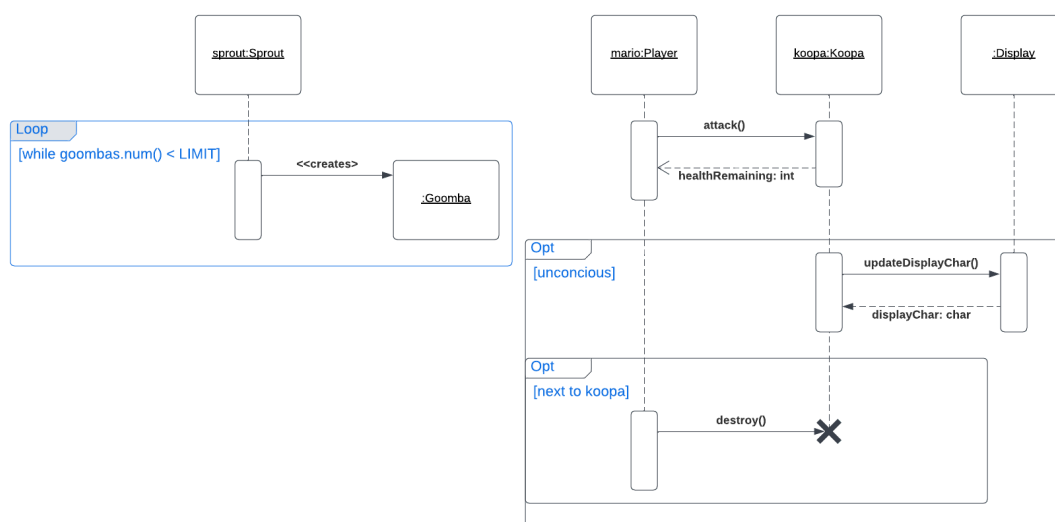 sprout:Sprout
mario:Player
koopa:Koopa
:Display
Loop
[while goombas.num() < LIMIT]
<<creates>
:Goomba
attack()
healthRemaining: int
Opt
[unconcious]
updateDisplayChar()
displayChar: char
Opt
[next to koopa]
destroy()